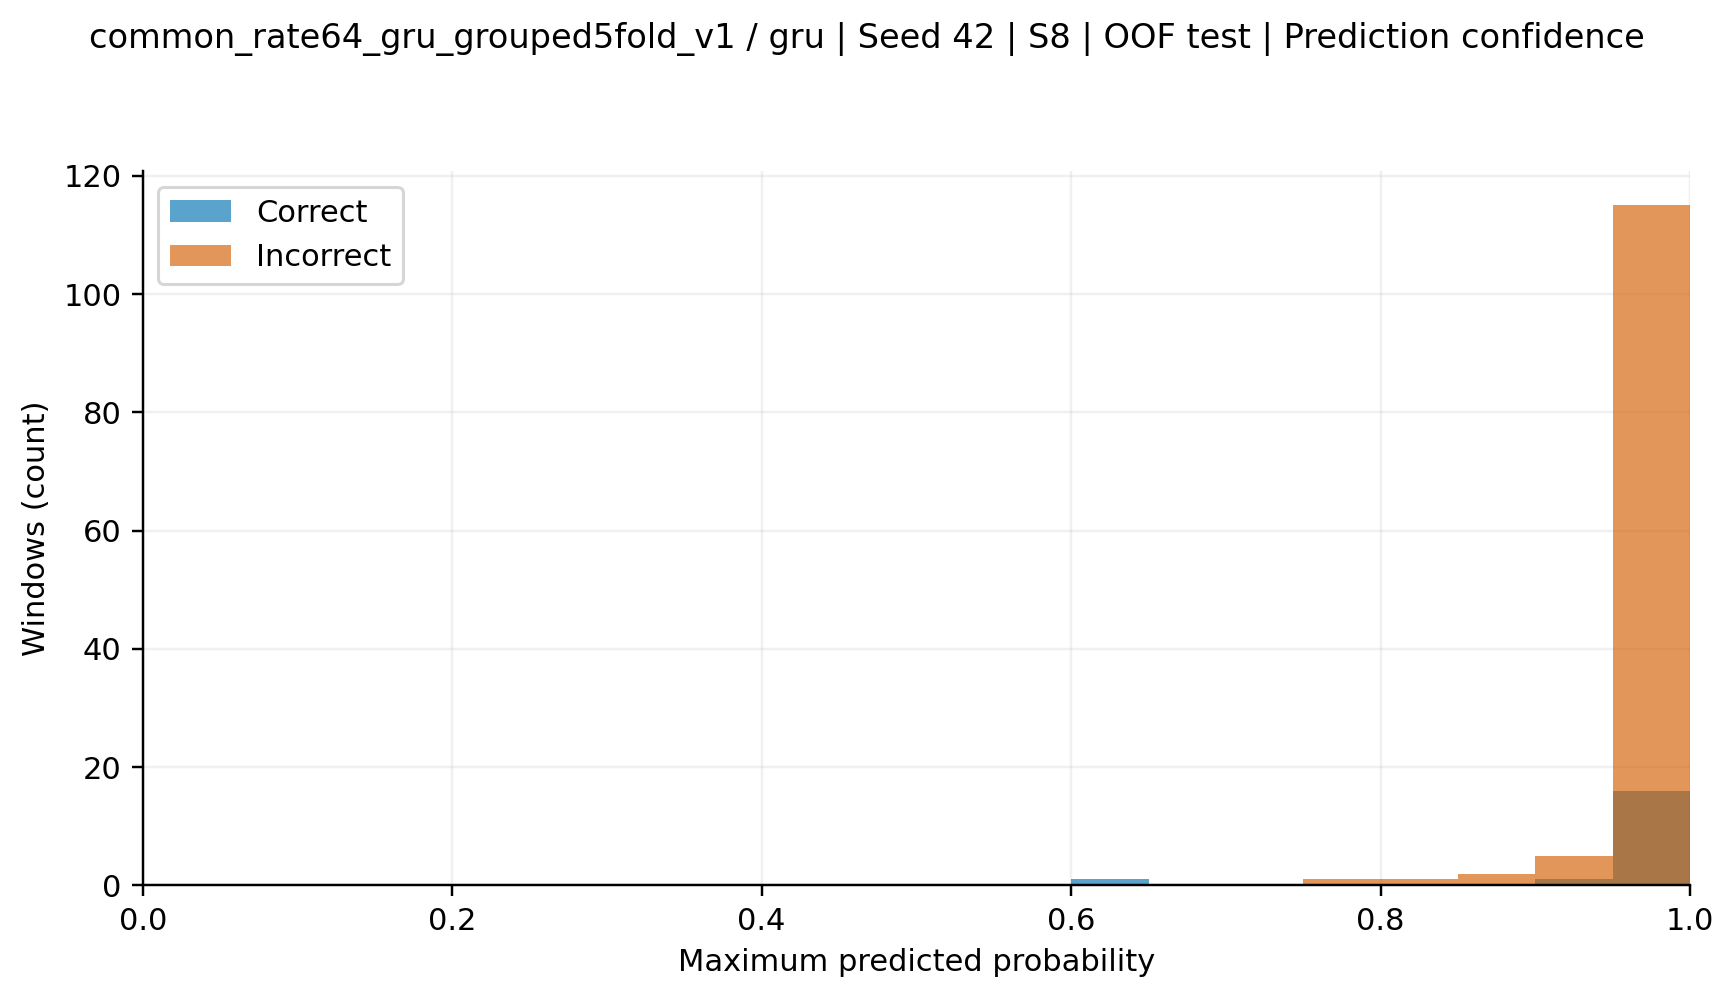 common_rate64_gru_grouped5fold_v1 / gru | Seed 42 | S8 | OOF test | Prediction confidence
Correct
Incorrect
Windows (count)
120
100
80
60
40
20
0
0.0
0.2
0.4
0.6
0.8
1.0
Maximum predicted probability